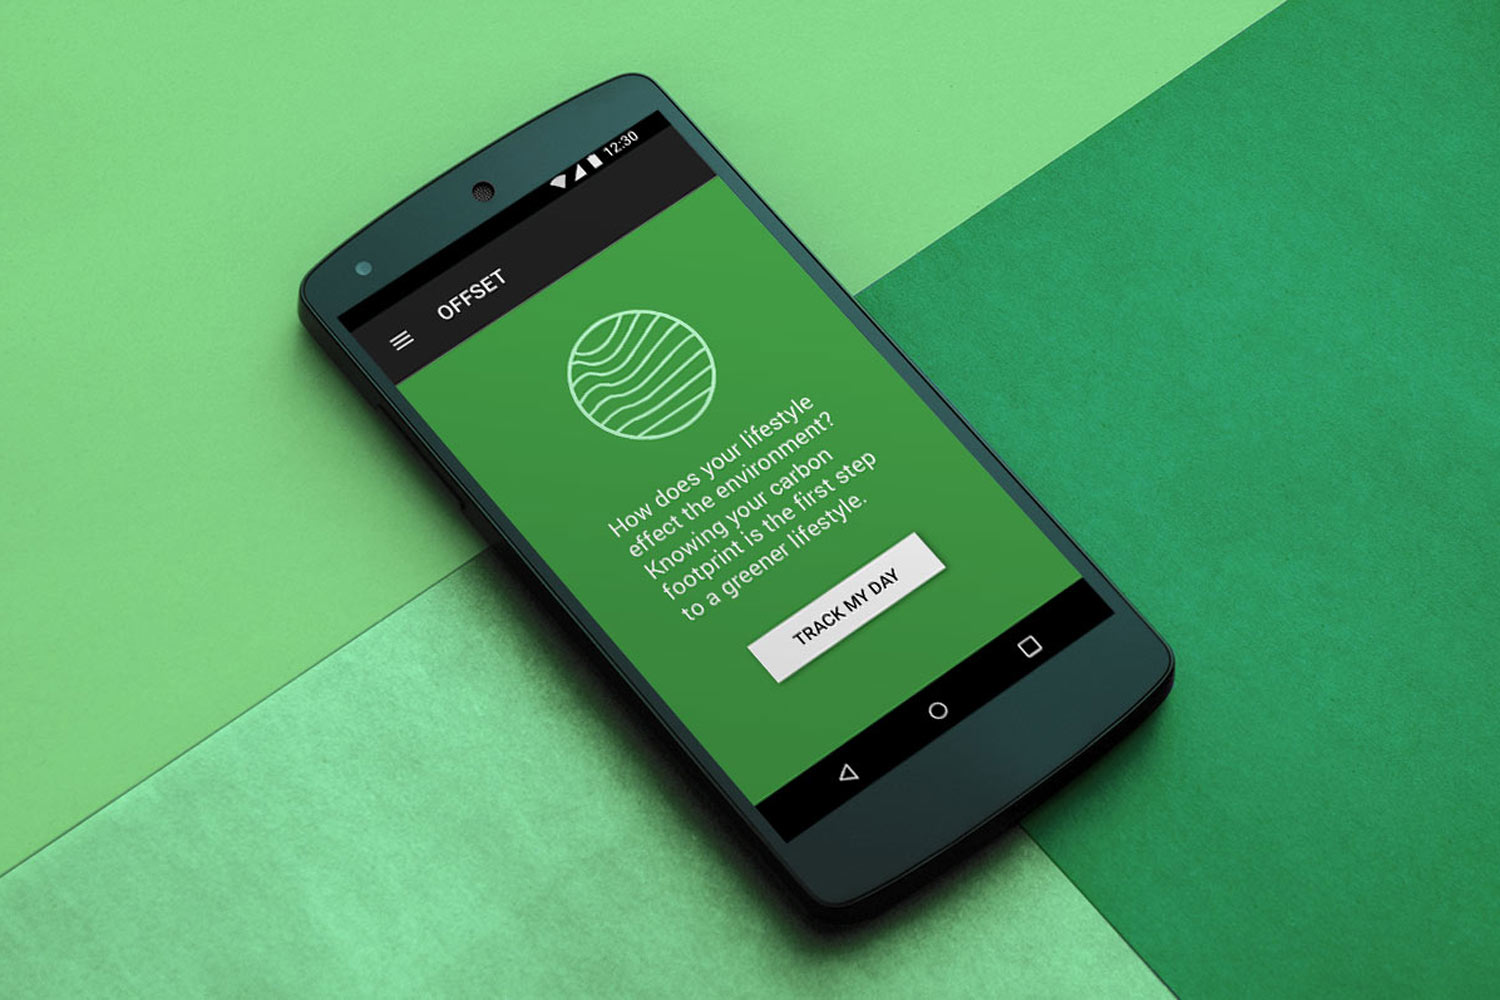 12:30
OFFSET
How does your lifestyle
effect the environment?
Knowing your carbon
footprint is the first step
to a greener lifestyle.
TRACK MY DAY